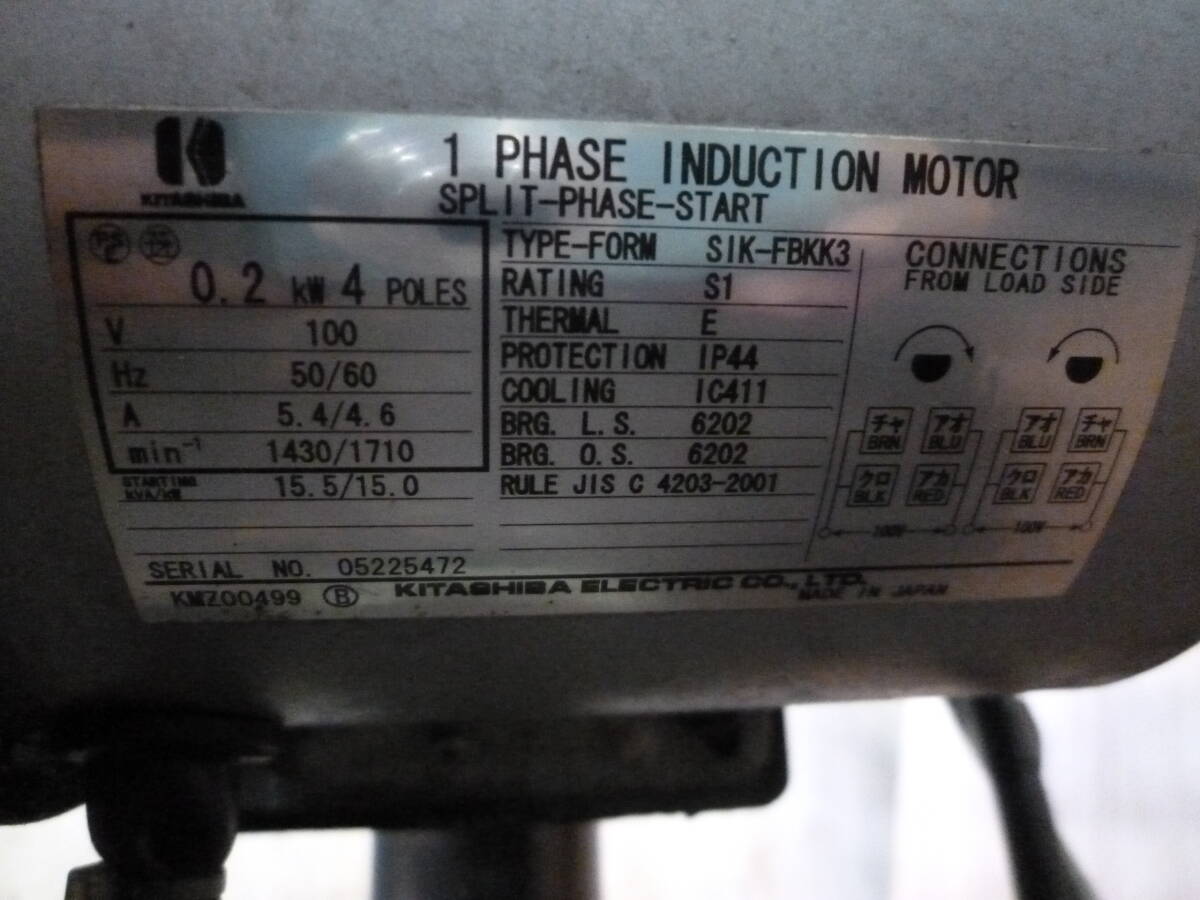 KITASHIBA
1 PHASE INDUCTION MOTOR
SPLIT-PHASE-START
0.2 kW 4 POLES
V 100
Hz 50/60
A 5.4/4.6
min⁻¹ 1430/1710
STARTING kVA/kW 15.5/15.0
TYPE-FORM SIK-FBKK3
RATING S1
THERMAL E
PROTECTION IP44
COOLING IC411
BRG. L.S. 6202
BRG. O.S. 6202
RULE JIS C 4203-2001
CONNECTIONS
FROM LOAD SIDE
チャ アオ アオ チャ
BRN BLU BLU BRN
クロ アカ クロ アカ
BLK RED BLK RED
100V 100V
SERIAL NO. 05225472
KMZ00499 Ⓑ KITASHIBA ELECTRIC CO., LTD.
MADE IN JAPAN